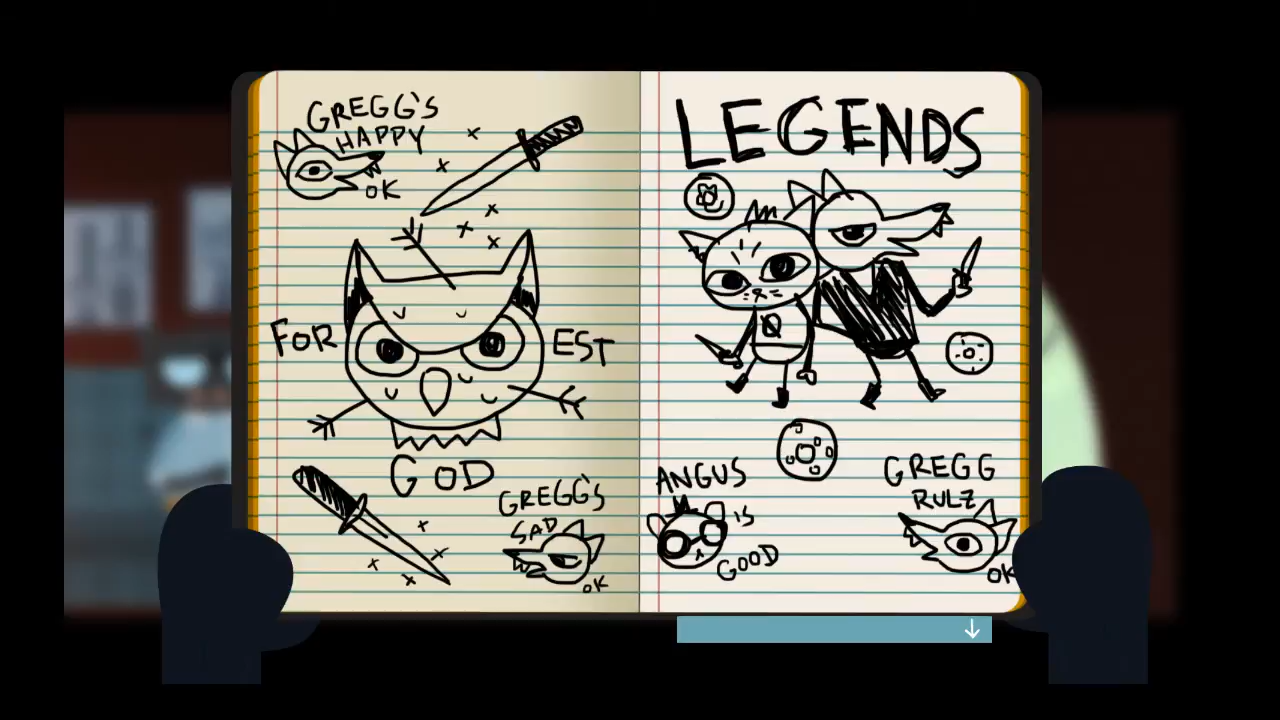 GREGG'S
HAPPY
OK
FOR EST
GOD
GREGG'S
SAD
OK
LEGENDS
ANGUS
IS
GOOD
GREGG
RULZ
OK